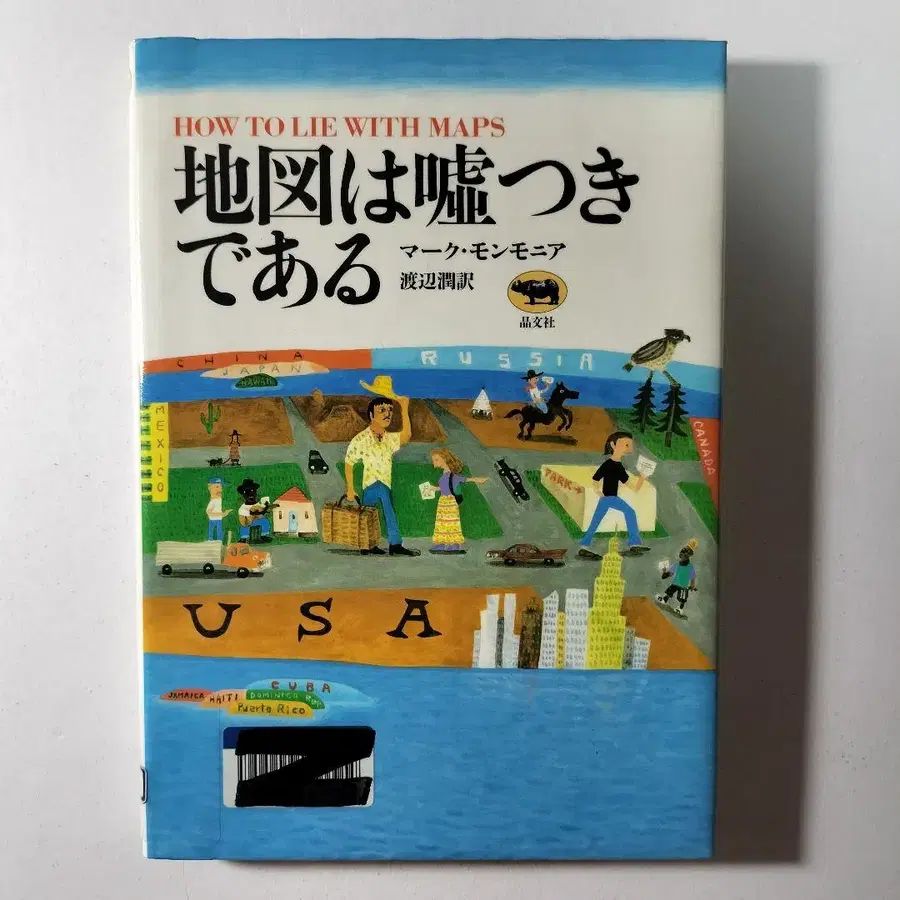 HOW TO LIE WITH MAPS
地図は嘘つき
である
マーク・モンモニア
渡辺潤訳
晶文社
CHINA
JAPAN
HAWAII
RUSSIA
MEXICO
CANADA
PARK→
USA
CUBA
JAMAICA
HAITI
DOMINICA REP.
Puerto Rico